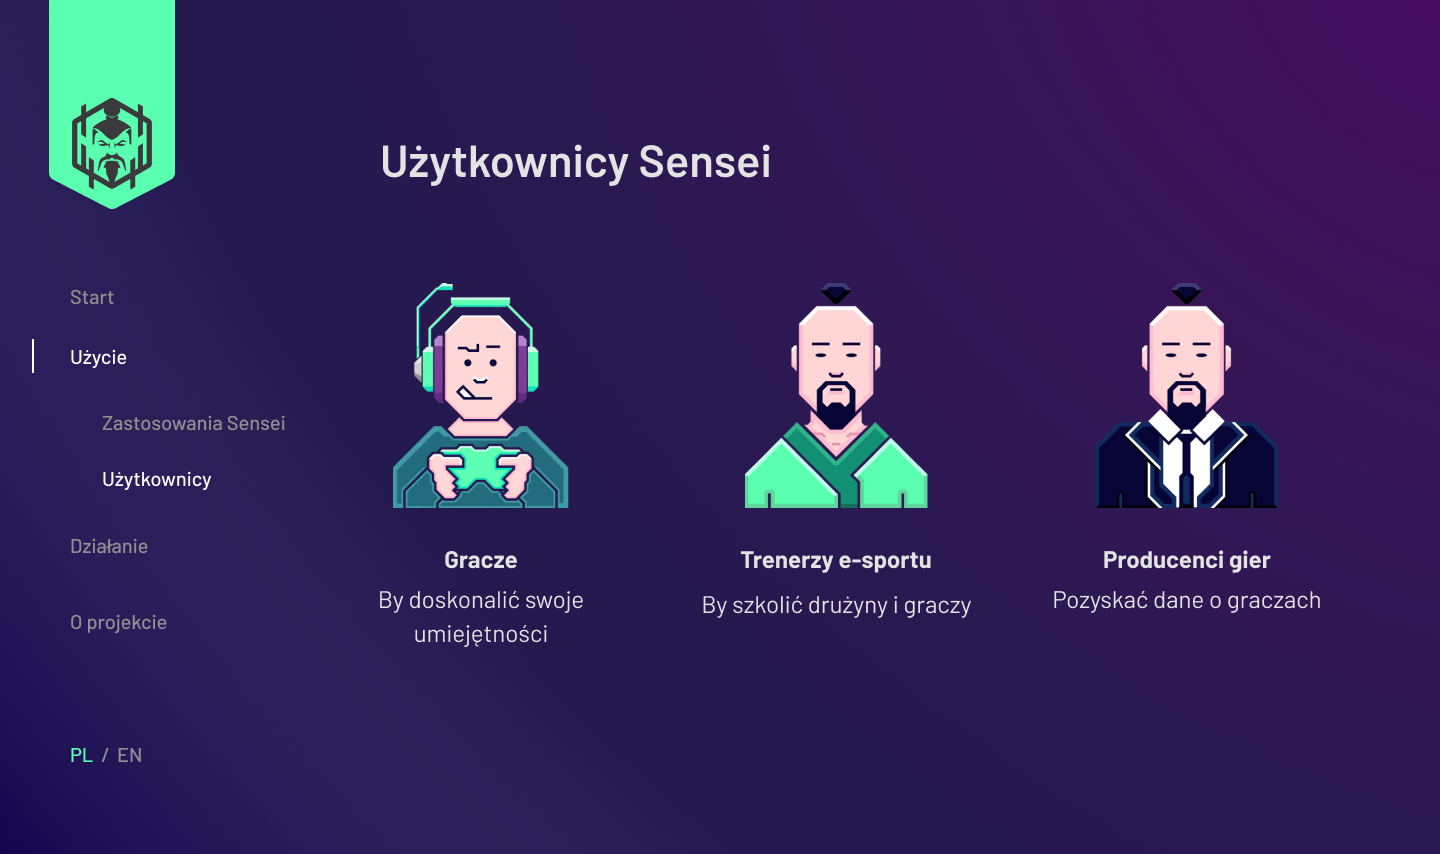 Użytkownicy Sensei
Start
Użycie
Zastosowania Sensei
Użytkownicy
Działanie
O projekcie
PL / EN
Gracze
By doskonalić swoje
umiejętności
Trenerzy e-sportu
By szkolić drużyny i graczy
Producenci gier
Pozyskać dane o graczach